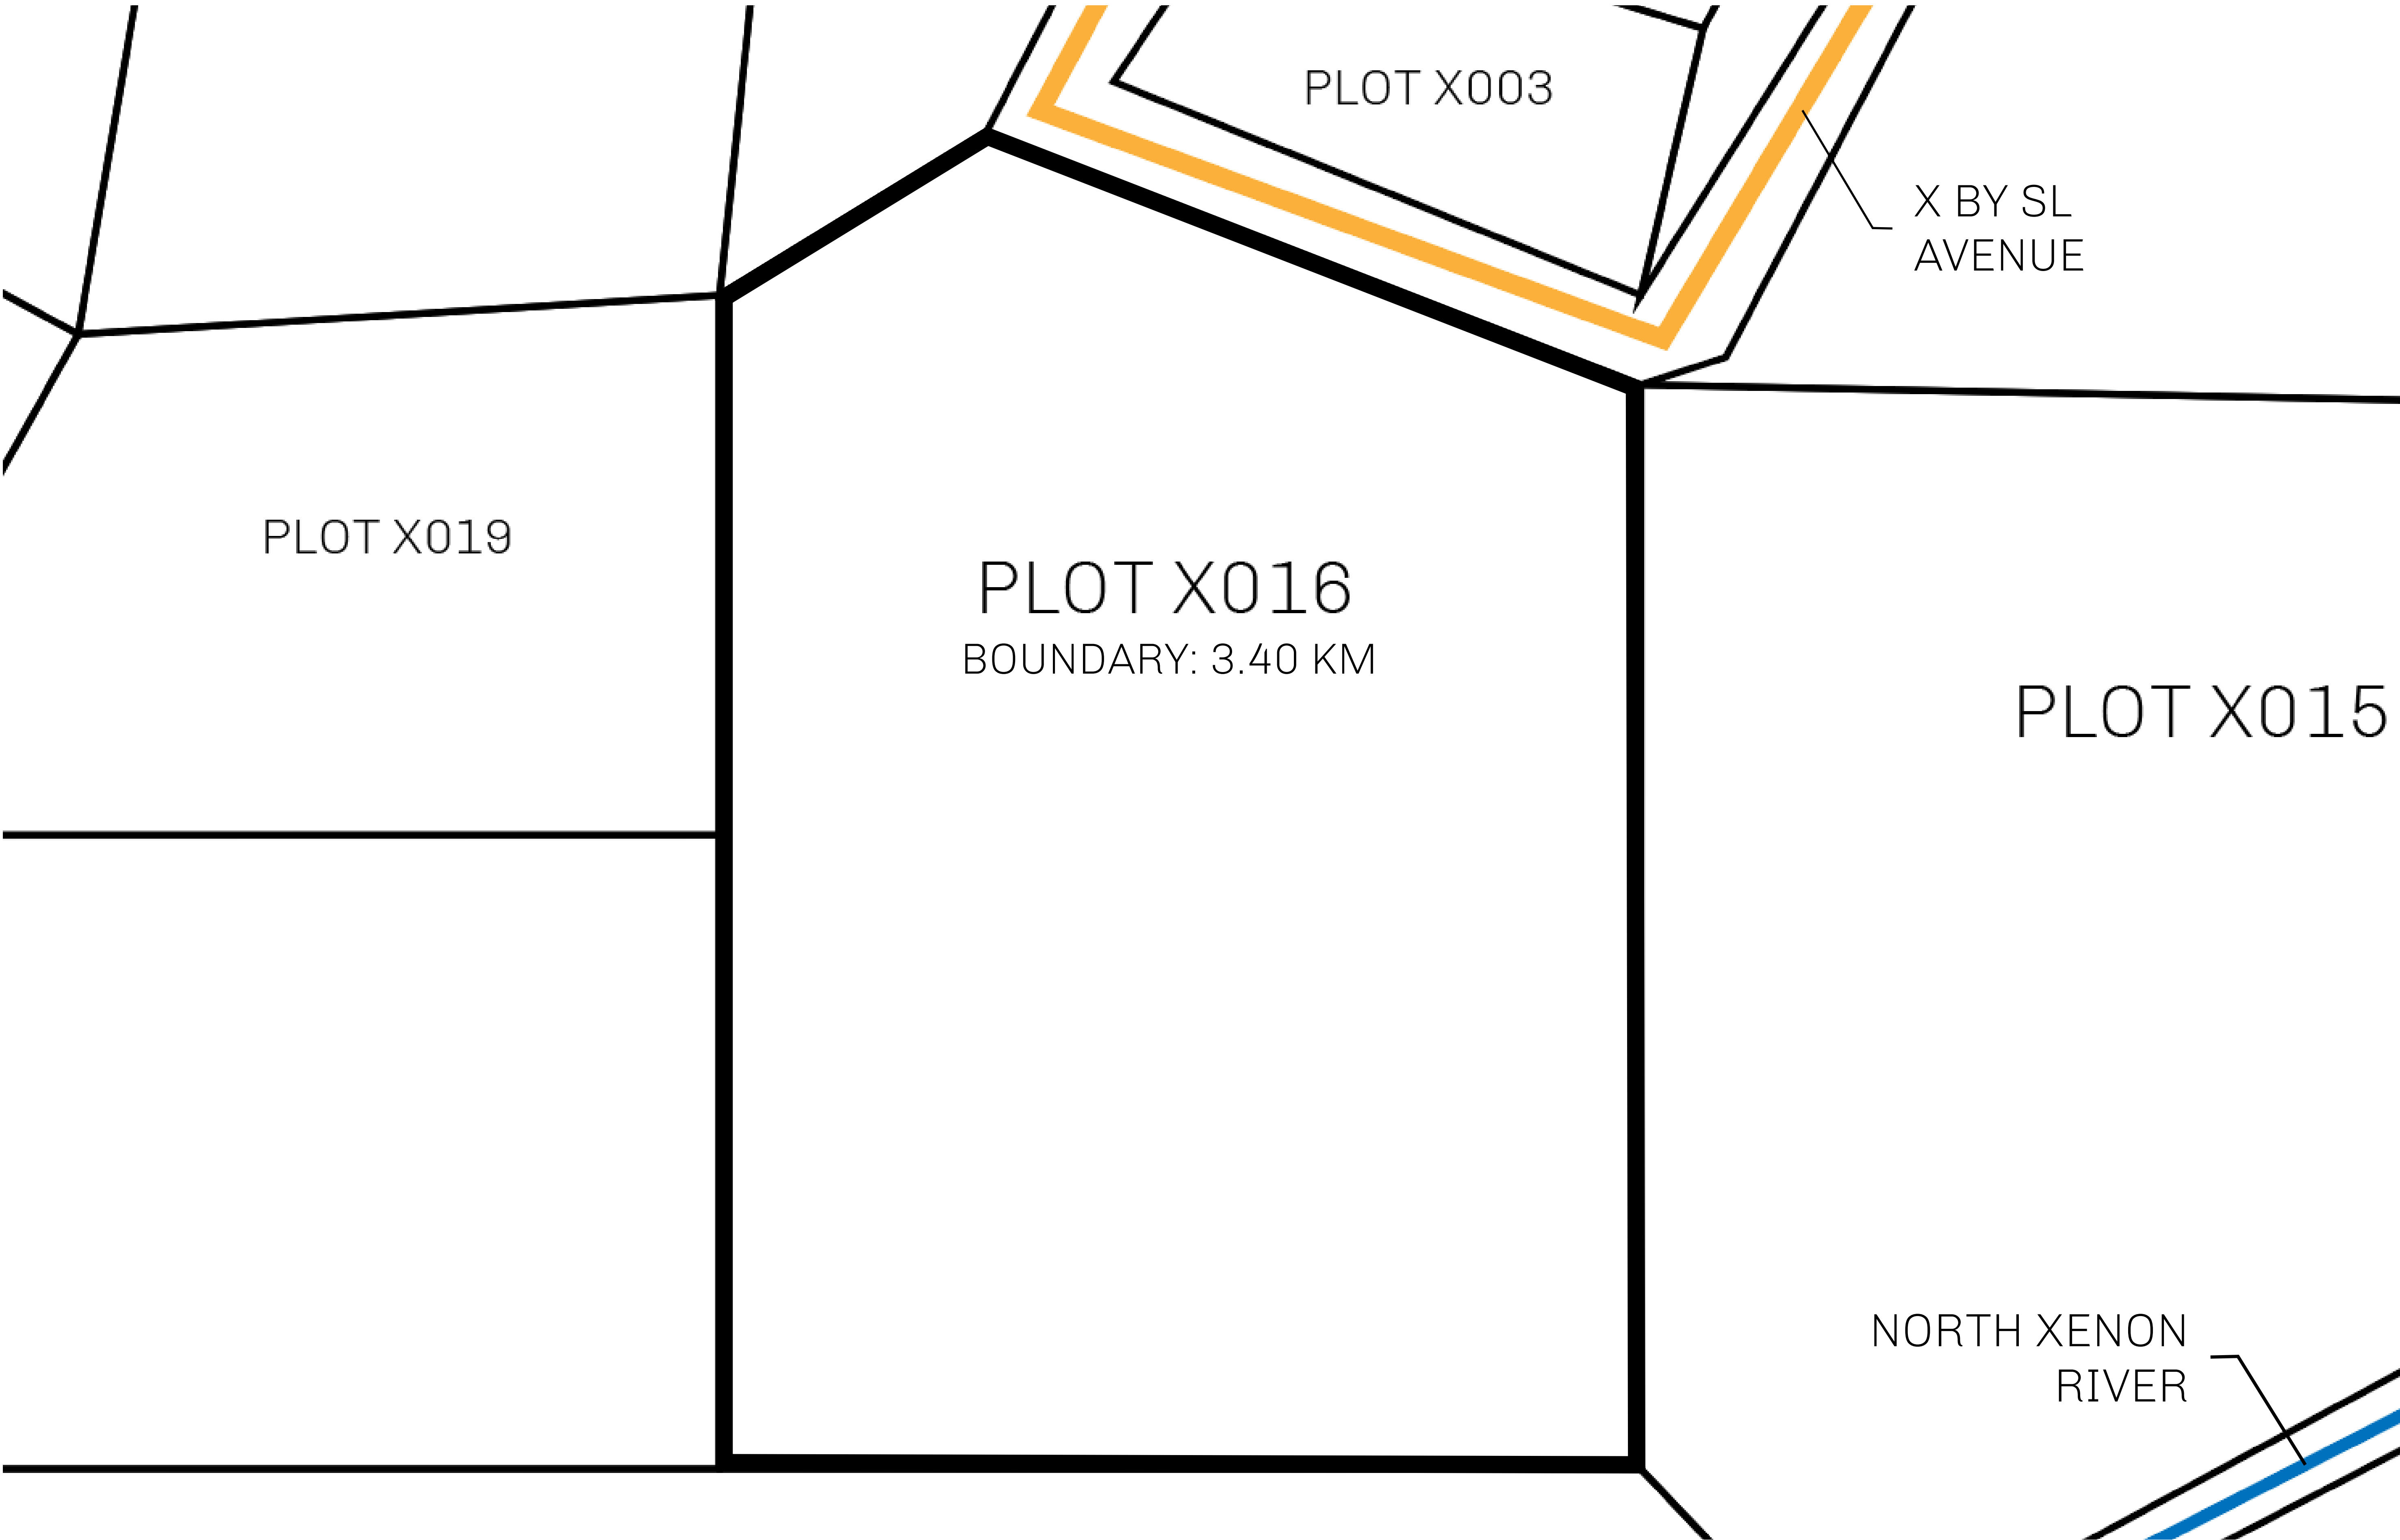 PLOT X003
X BY SL
AVENUE
PLOT X019
PLOT X016
BOUNDARY: 3.40 KM
PLOT X015
NORTH XENON
RIVER